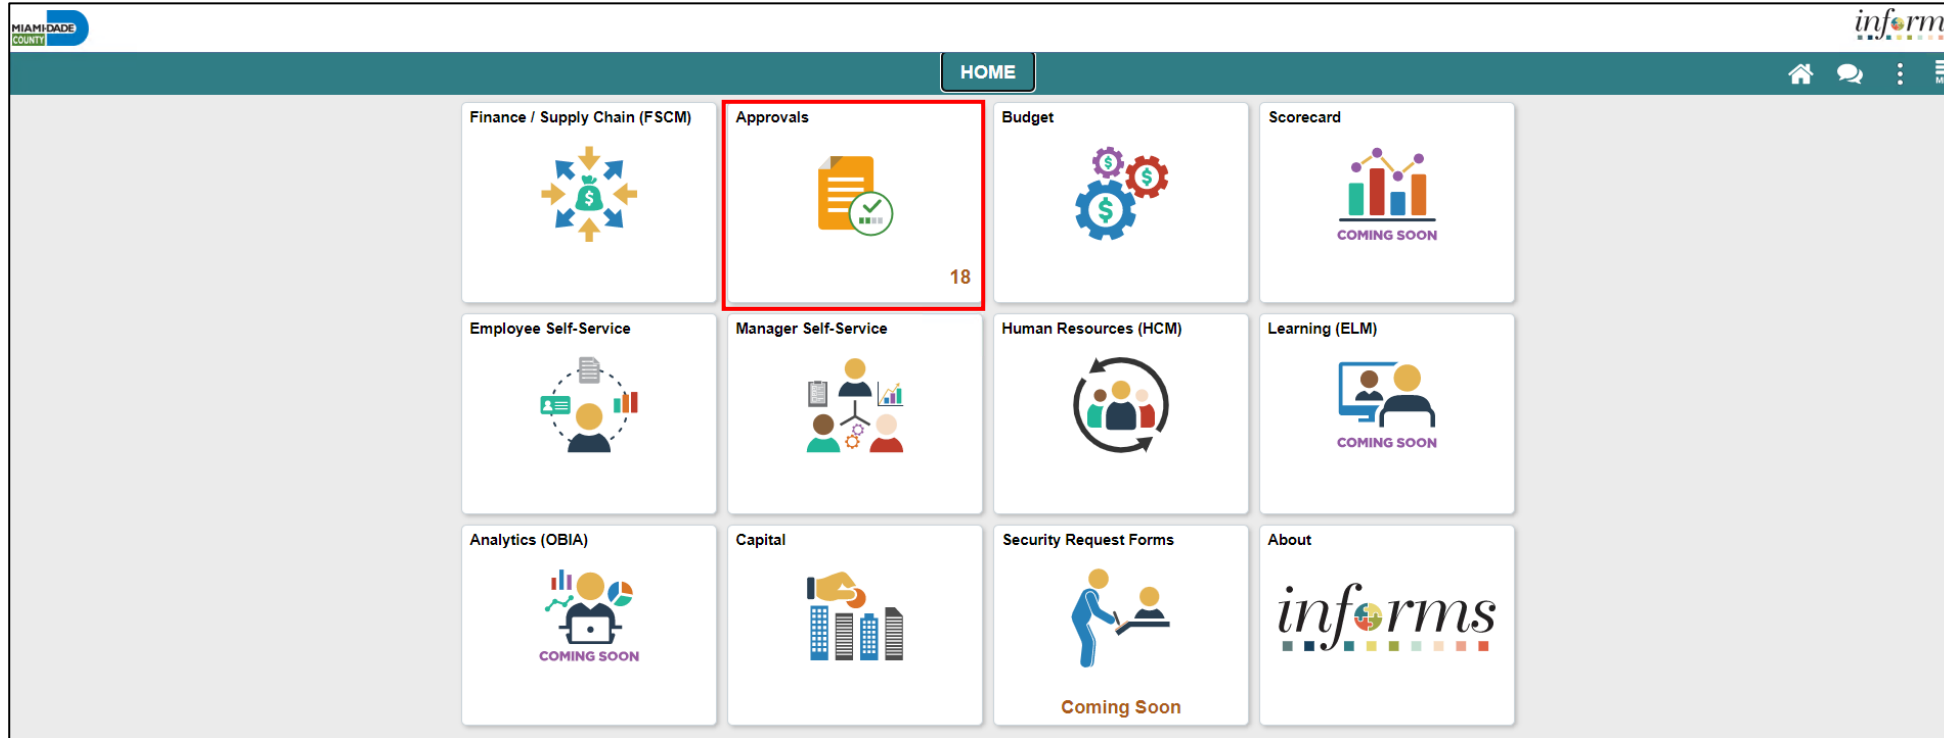 MIAMI-DADE
COUNTY
HOME
Finance / Supply Chain (FSCM)
Approvals
18
Budget
Scorecard
COMING SOON
Employee Self-Service
Manager Self-Service
Human Resources (HCM)
Learning (ELM)
COMING SOON
Analytics (OBIA)
COMING SOON
Capital
Security Request Forms
Coming Soon
About
informs